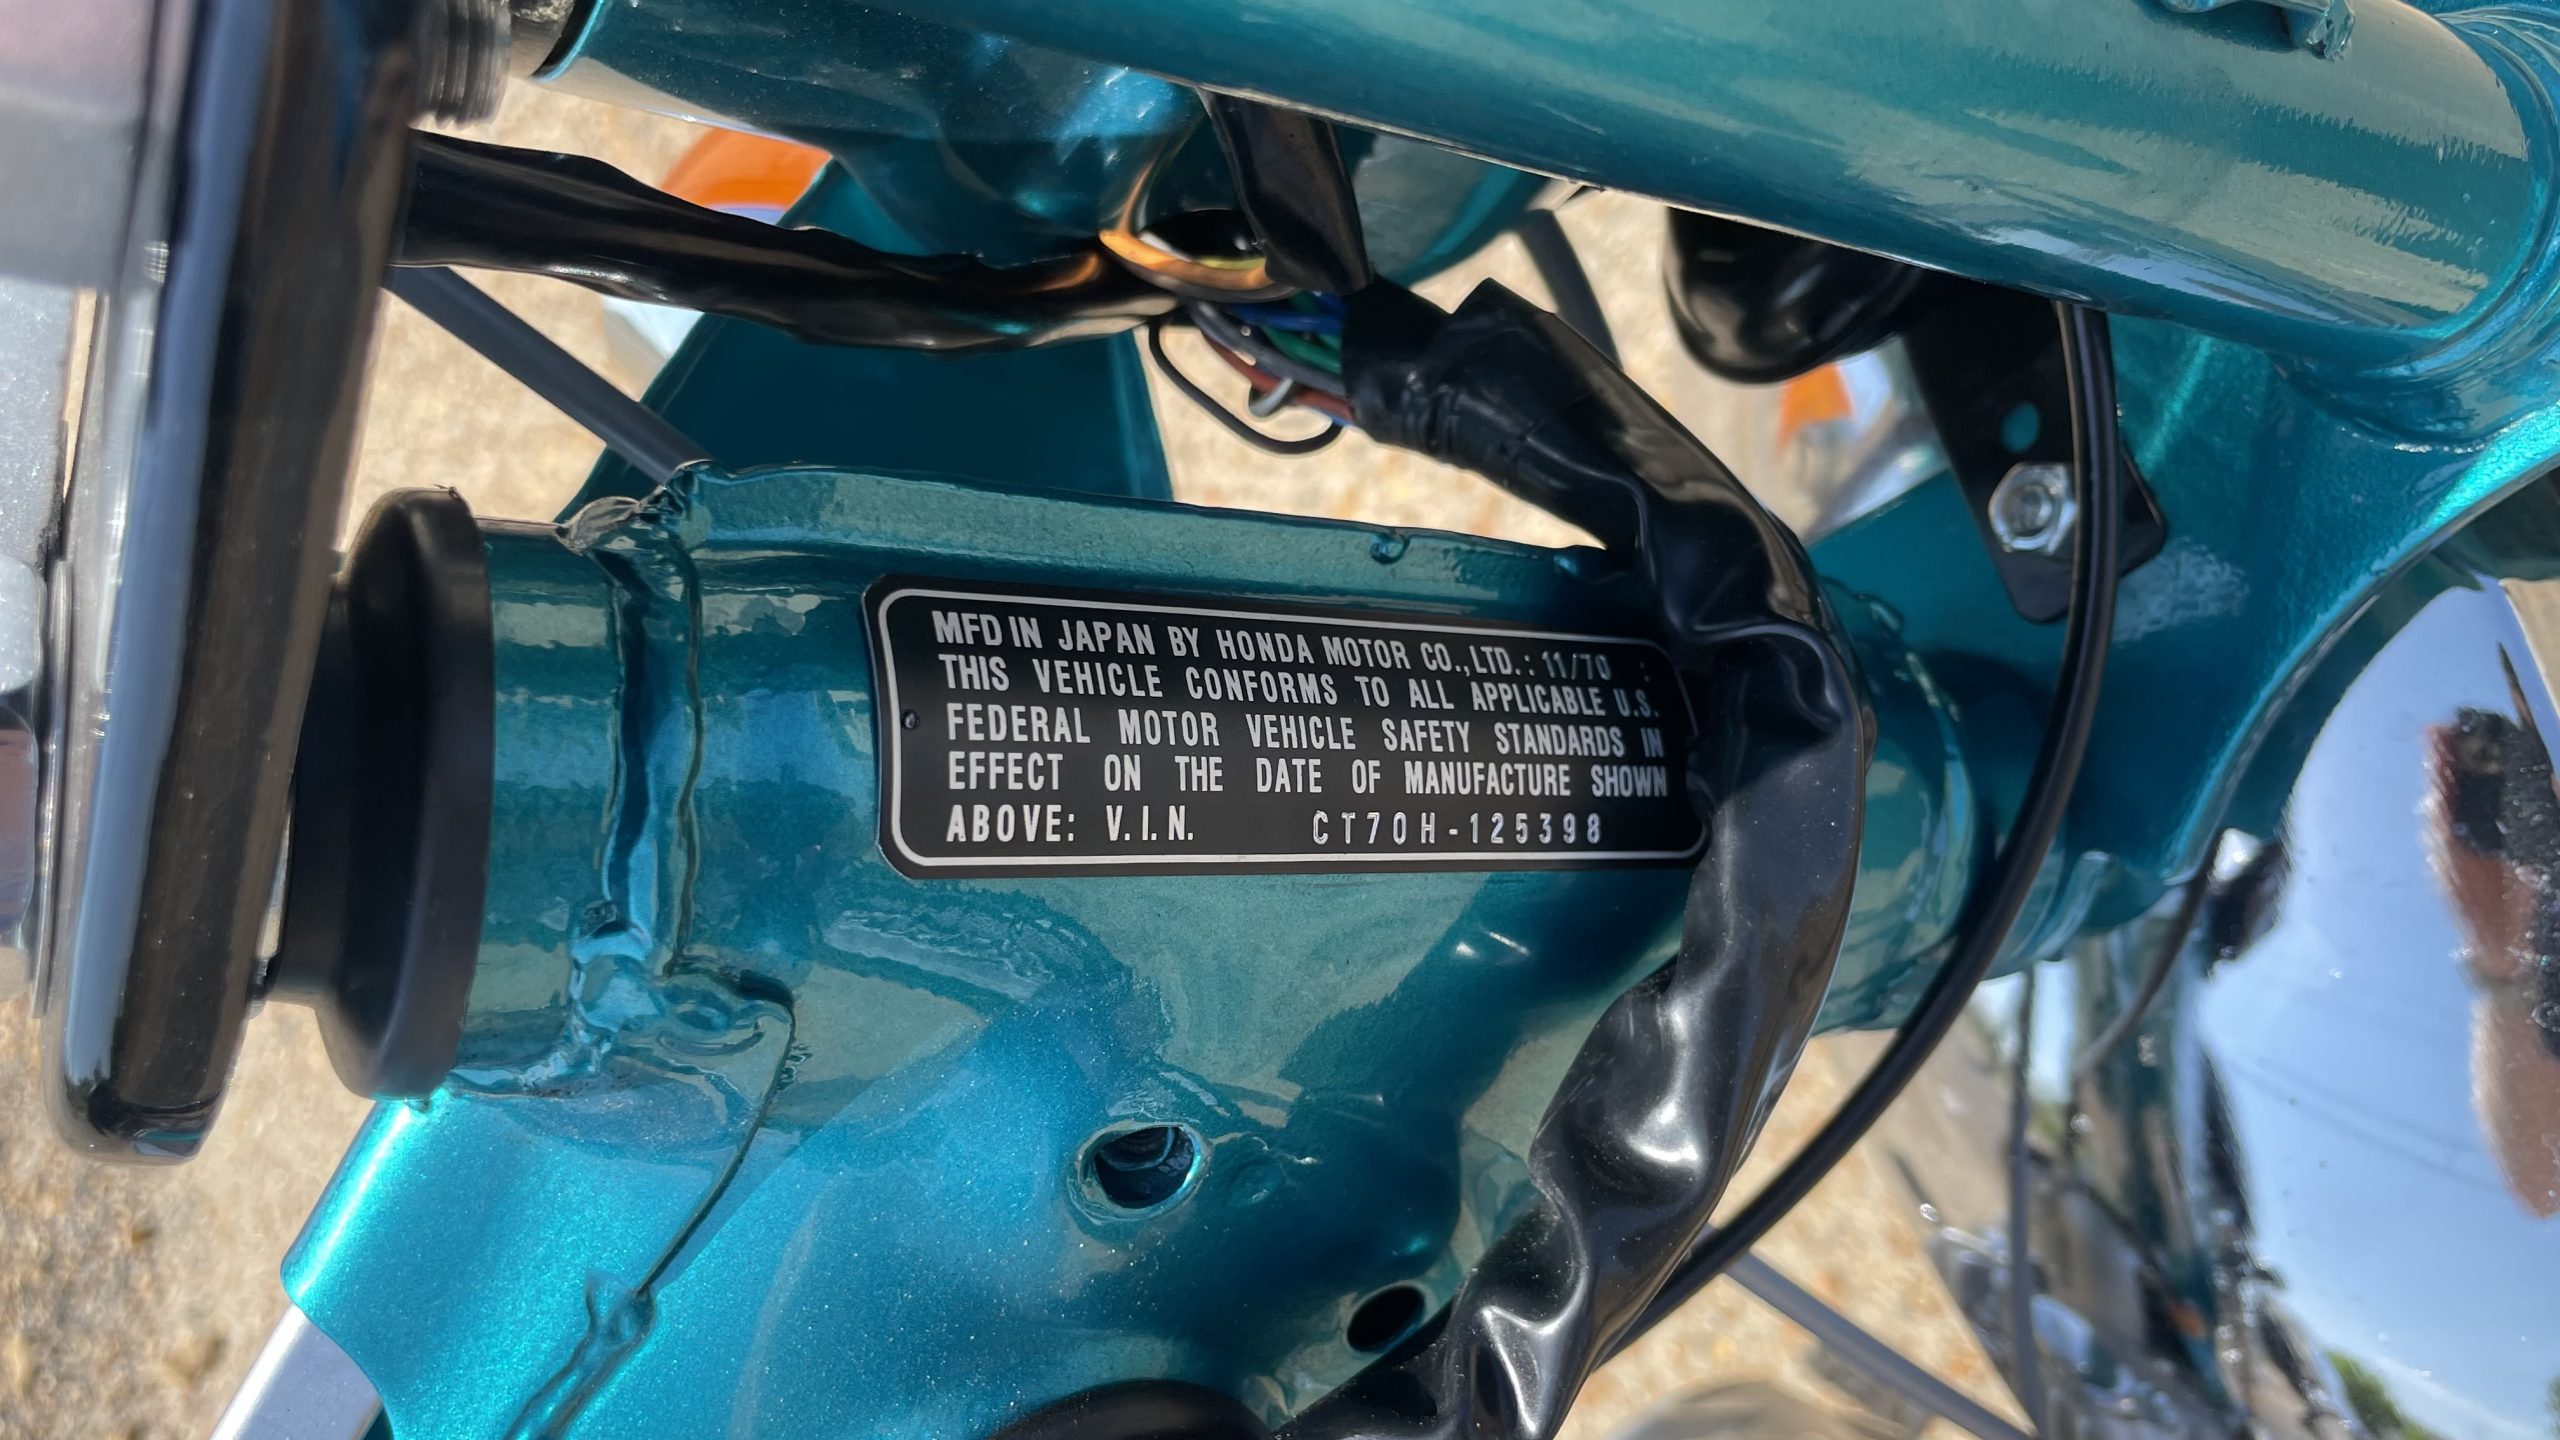 MFD IN JAPAN BY HONDA MOTOR CO.,LTD.: 11/70 :
THIS VEHICLE CONFORMS TO ALL APPLICABLE U.S.
FEDERAL MOTOR VEHICLE SAFETY STANDARDS IN
EFFECT ON THE DATE OF MANUFACTURE SHOWN
ABOVE: V.I.N. CT70H-125398